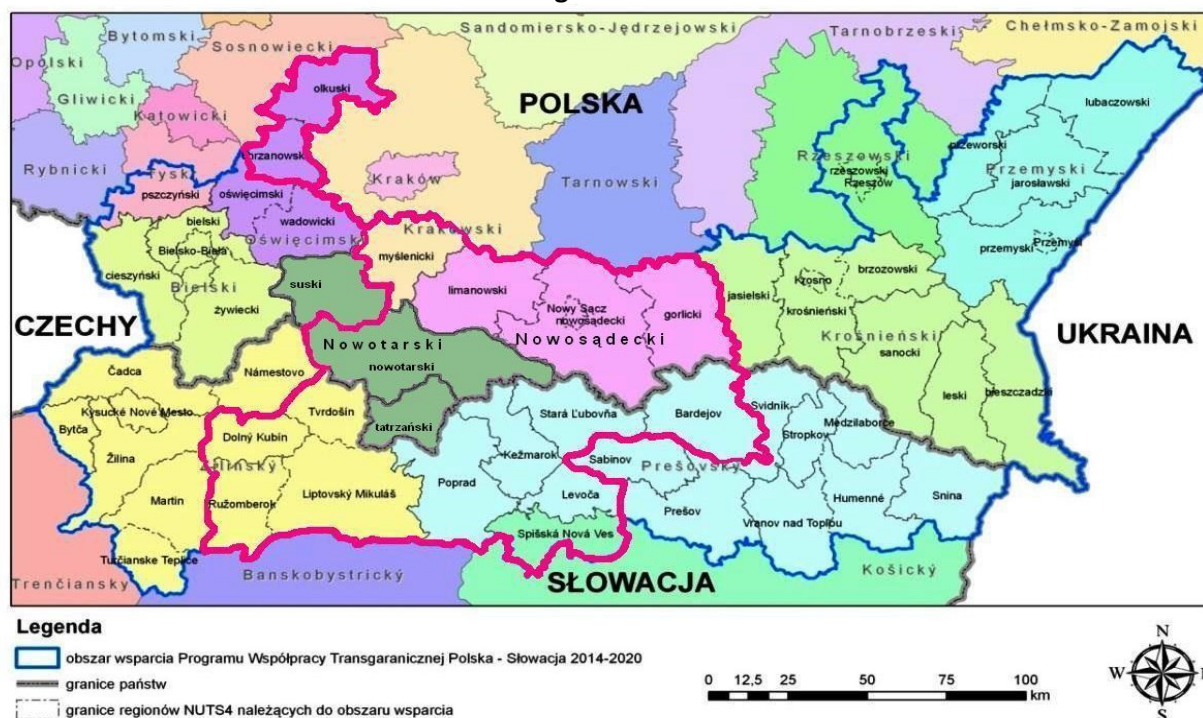 Sandomiersko-Jędrzejowski
Chełmsko-Zamojski
Bytomski
Sosnowiecki
Tarnobrzeski
Opolski
olkuski
Gliwicki
POLSKA
lubaczowski
Katowicki
przeworski
Rybnicki
chrzanowski
Rzeszowski
Przemyski
Tyski
Kraków
rzeszowski
Rzeszów
pszczyński
oświęcimski
Tarnowski
jarosławski
bielski
wadowicki
Krakowski
Oświęcimski
przemyski
Przemyśl
Bielsko-Biała
myślenicki
brzozowski
cieszyński
Krosno
Bielski
suski
limanowski
jasielski
krośnieński
żywiecki
Nowy Sącz
nowosądecki
gorlicki
CZECHY
UKRAINA
Nowotarski
Nowosądecki
Krośnieński
sanocki
nowotarski
Čadca
Námestovo
leski
bieszczadzki
Kysucké Nové Mesto
Tvrdošín
Stará Ľubovňa
Bardejov
Svidník
Medzilaborce
Bytča
tatrzański
Stropkov
Dolný Kubín
Žilina
Žilinský
Kežmarok
Sabinov
Prešovský
Poprad
Martin
Ružomberok
Liptovský Mikuláš
Levoča
Humenné
Snina
Prešov
Vranov nad Topľou
Spišská Nová Ves
Turčianske Teplice
Trenčiansky
Banskobystrický
SŁOWACJA
Košický
Legenda
obszar wsparcia Programu Współpracy Transgaranicznej Polska - Słowacja 2014-2020
granice państw
granice regionów NUTS4 należących do obszaru wsparcia
0 12,5 25 50 75 100
km
N
W
S